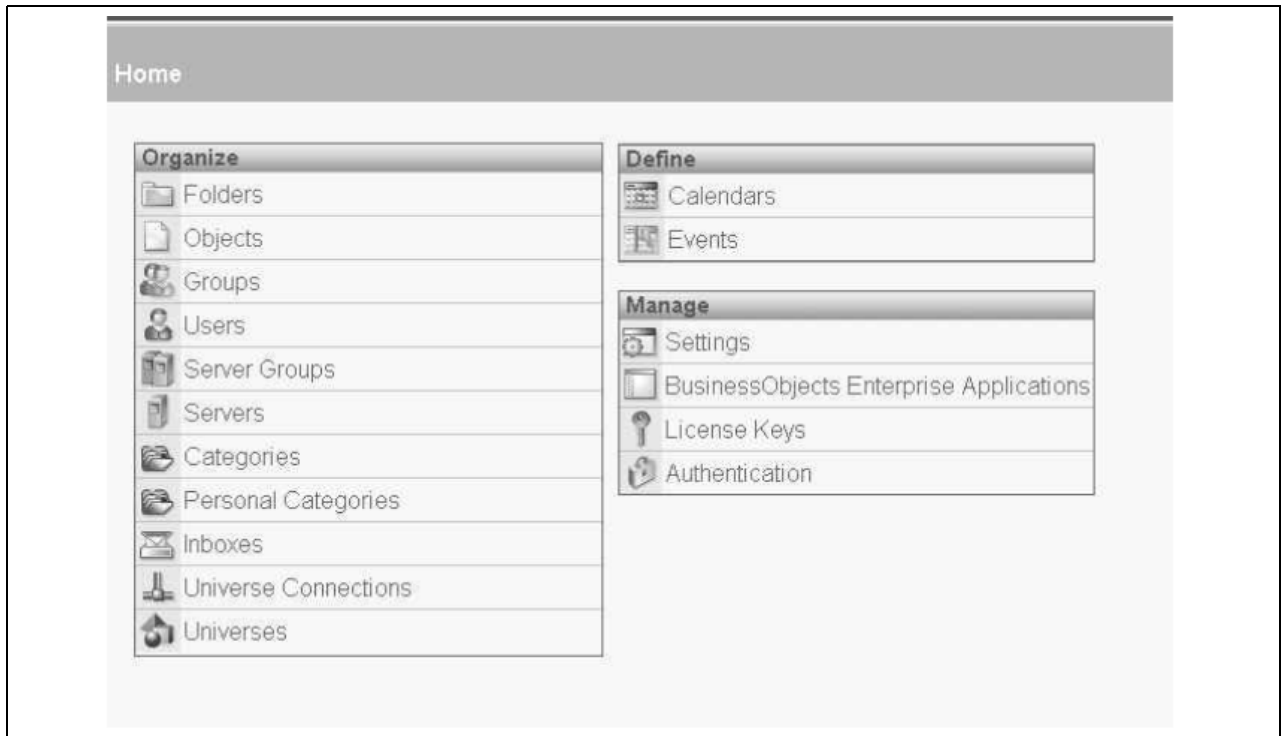 Home
Organize
Folders
Objects
Groups
Users
Server Groups
Servers
Categories
Personal Categories
Inboxes
Universe Connections
Universes
Define
Calendars
Events
Manage
Settings
BusinessObjects Enterprise Applications
License Keys
Authentication